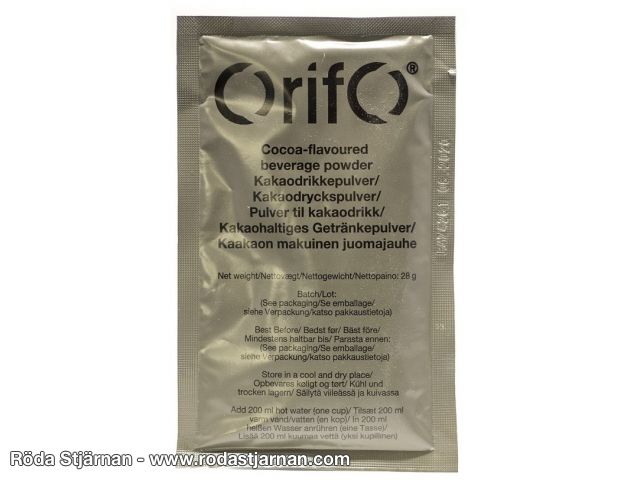 OrifO®
Cocoa-flavoured
beverage powder
Kakaodrikkepulver/
Kakaodryckspulver/
Pulver til kakaodrikk/
Kakaohaltiges Getränkepulver/
Kaakaon makuinen juomajauhe
Net weight/Nettovægt/Nettogewicht/Nettopaino: 28 g
Batch/Lot:
(See packaging/Se emballage/
siehe Verpackung/katso pakkaustietoja)
Best Before/ Bedst før/ Bäst före/
Mindestens haltbar bis/ Parasta ennen:
(See packaging/Se emballage/
siehe Verpackung/katso pakkaustietoja)
Store in a cool and dry place/
Opbevares køligt og tørt/ Kühl und
trocken lagern/ Säilytä viileässä ja kuivassa
Add 200 ml hot water (one cup)/ Tilsæt 200 ml
varm vand/vatten (en kop)/ In 200 ml
heißen Wasser anrühren (eine Tasse)/
Lisää 200 ml kuumaa vettä (yksi kupillinen)
06.2020
Röda Stjärnan - www.rodastjarnan.com